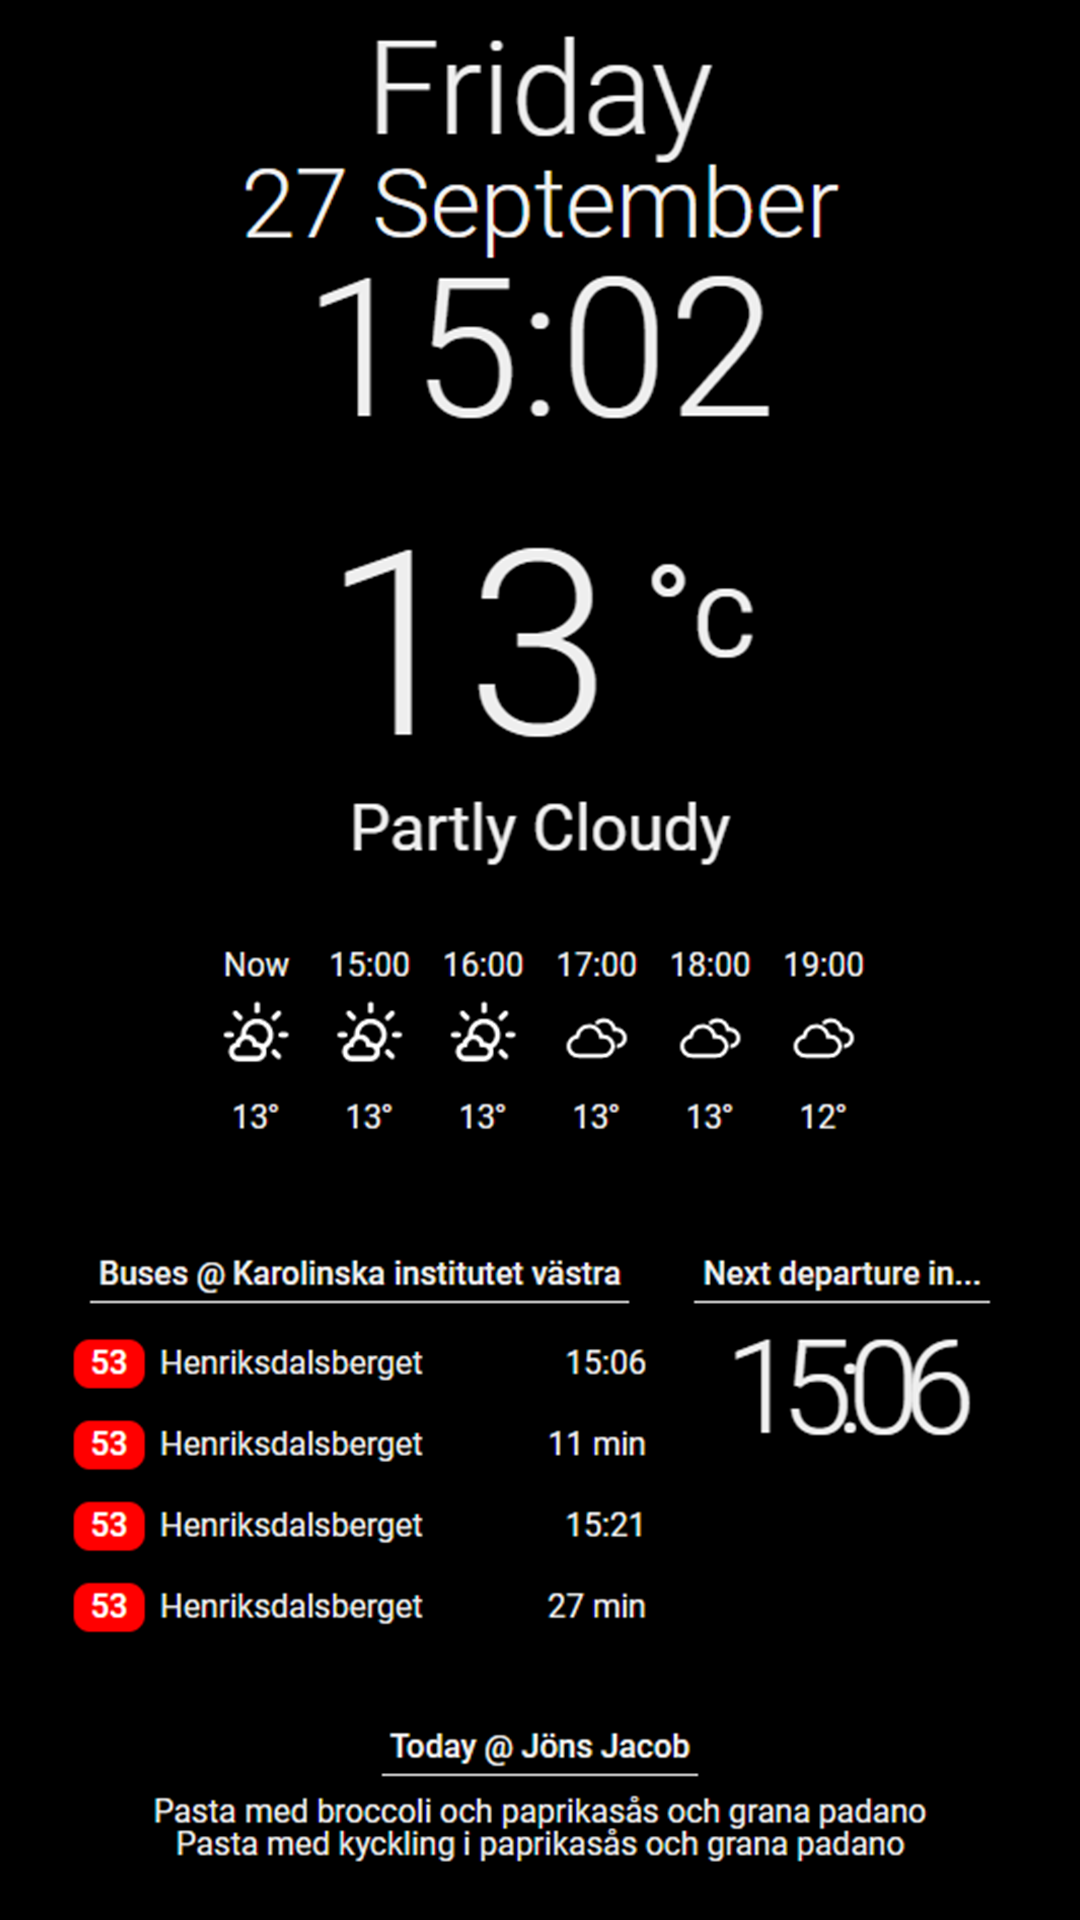 Friday
27 September
15:02
13 °C
Partly Cloudy
Now 15:00 16:00 17:00 18:00 19:00
13° 13° 13° 13° 13° 12°
Buses @ Karolinska institutet västra
53 Henriksdalsberget 15:06
53 Henriksdalsberget 11 min
53 Henriksdalsberget 15:21
53 Henriksdalsberget 27 min
Next departure in...
15:06
Today @ Jöns Jacob
Pasta med broccoli och paprikasås och grana padano
Pasta med kyckling i paprikasås och grana padano